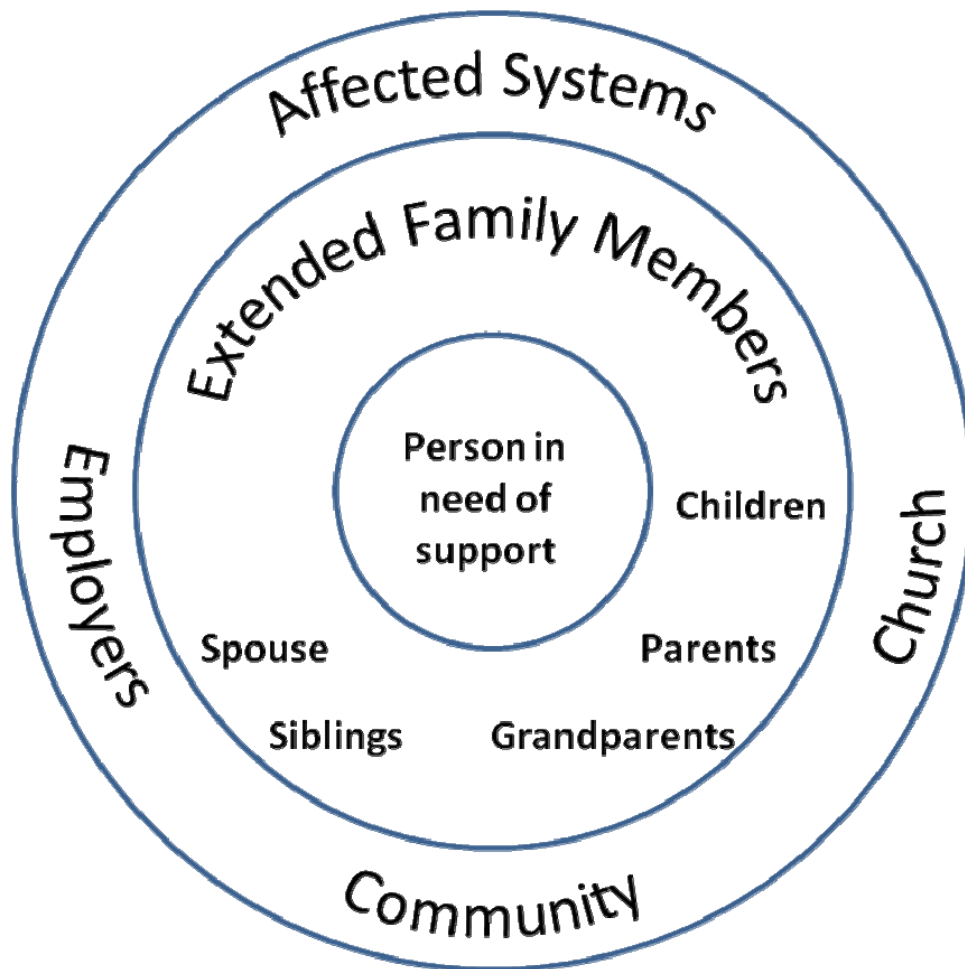 Affected Systems
Extended Family Members
Person in
need of
support
Children
Employers
Church
Spouse
Parents
Siblings
Grandparents
Community